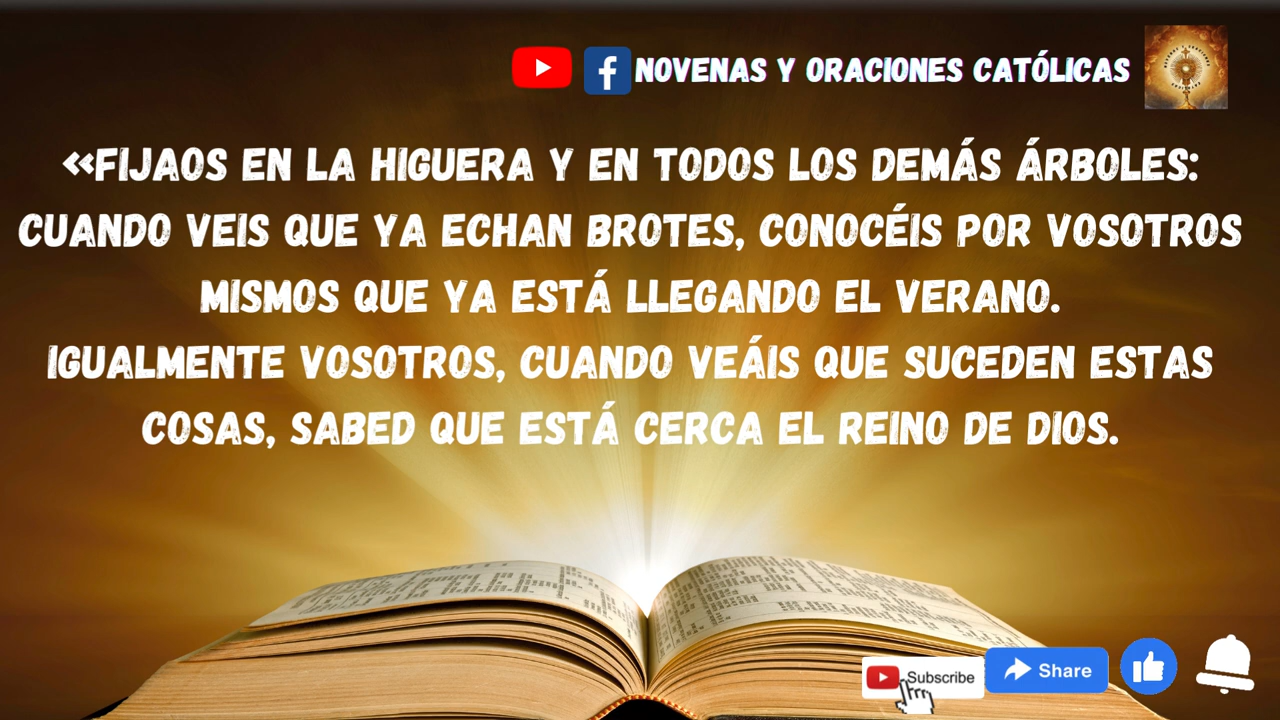 NOVENAS Y ORACIONES CATÓLICAS
«FIJAOS EN LA HIGUERA Y EN TODOS LOS DEMÁS ÁRBOLES:
CUANDO VEIS QUE YA ECHAN BROTES, CONOCÉIS POR VOSOTROS
MISMOS QUE YA ESTÁ LLEGANDO EL VERANO.
IGUALMENTE VOSOTROS, CUANDO VEÁIS QUE SUCEDEN ESTAS
COSAS, SABED QUE ESTÁ CERCA EL REINO DE DIOS.
Subscribe
Share